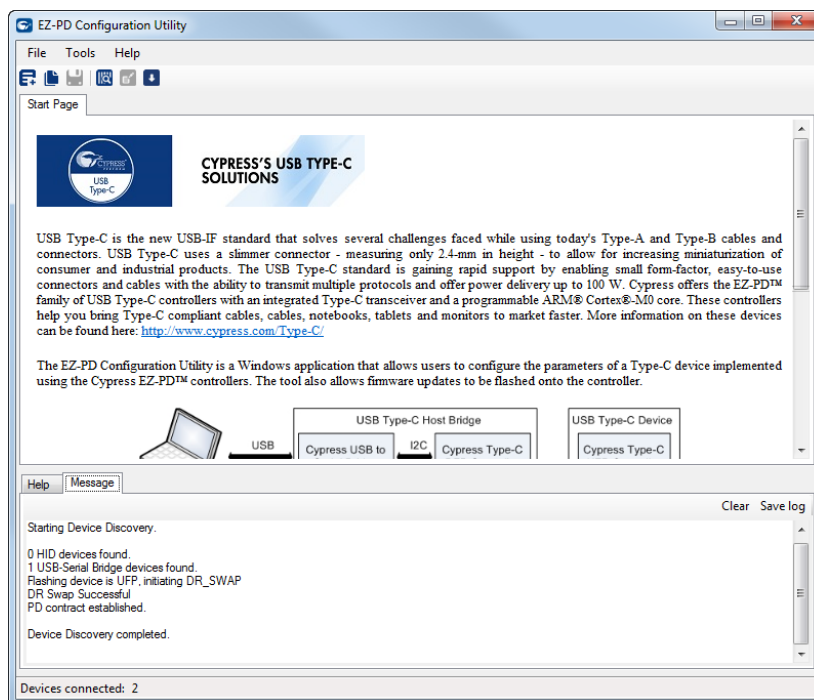 EZ-PD Configuration Utility
File Tools Help
Start Page
CYPRESS
USB
Type-C
CYPRESS'S USB TYPE-C
SOLUTIONS
USB Type-C is the new USB-IF standard that solves several challenges faced while using today's Type-A and Type-B cables and
connectors. USB Type-C uses a slimmer connector - measuring only 2.4-mm in height - to allow for increasing miniaturization of
consumer and industrial products. The USB Type-C standard is gaining rapid support by enabling small form-factor, easy-to-use
connectors and cables with the ability to transmit multiple protocols and offer power delivery up to 100 W. Cypress offers the EZ-PD™
family of USB Type-C controllers with an integrated Type-C transceiver and a programmable ARM® Cortex®-M0 core. These controllers
help you bring Type-C compliant cables, cables, notebooks, tablets and monitors to market faster. More information on these devices
can be found here: http://www.cypress.com/Type-C/
The EZ-PD Configuration Utility is a Windows application that allows users to configure the parameters of a Type-C device implemented
using the Cypress EZ-PD™ controllers. The tool also allows firmware updates to be flashed onto the controller.
USB Type-C Host Bridge USB Type-C Device
USB Cypress USB to I2C Cypress Type-C Cypress Type-C
Help Message
Clear Save log
Starting Device Discovery.
0 HID devices found.
1 USB-Serial Bridge devices found.
Flashing device is UFP, initiating DR_SWAP
DR Swap Successful
PD contract established.
Device Discovery completed.
Devices connected: 2